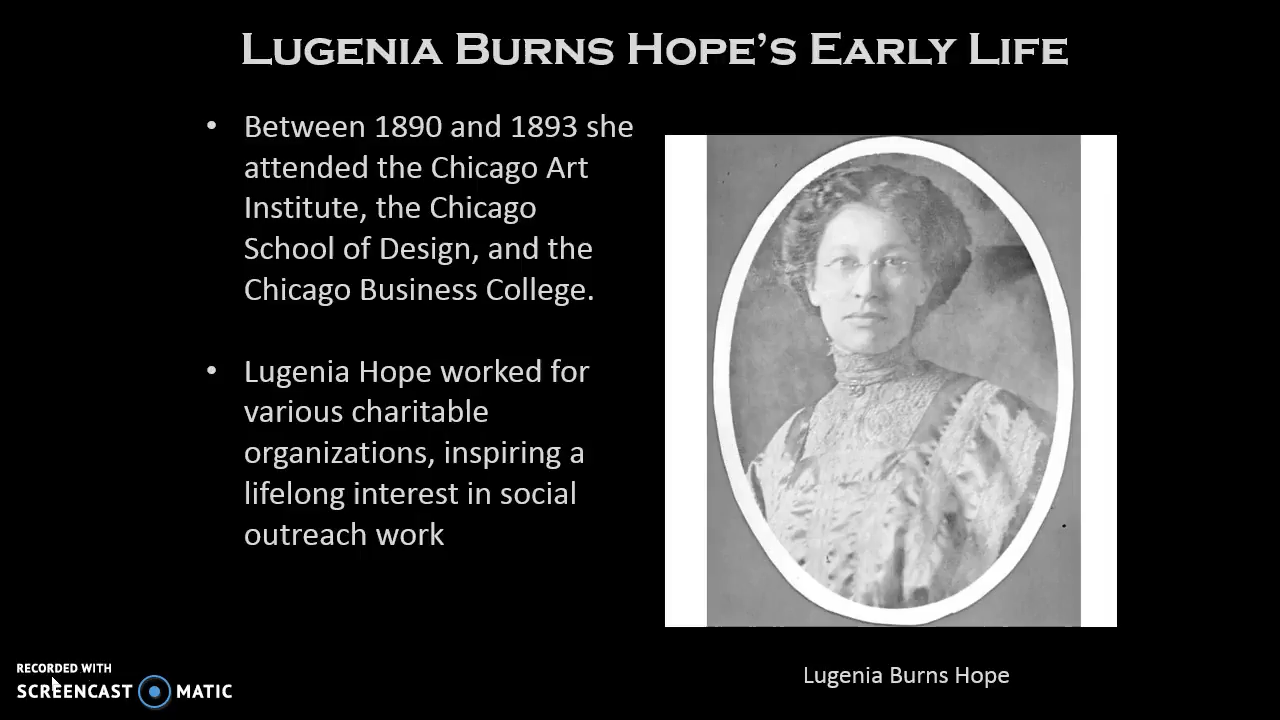 LUGENIA BURNS HOPE’S EARLY LIFE
• Between 1890 and 1893 she
attended the Chicago Art
Institute, the Chicago
School of Design, and the
Chicago Business College.
• Lugenia Hope worked for
various charitable
organizations, inspiring a
lifelong interest in social
outreach work
Lugenia Burns Hope
RECORDED WITH
SCREENCAST MATIC